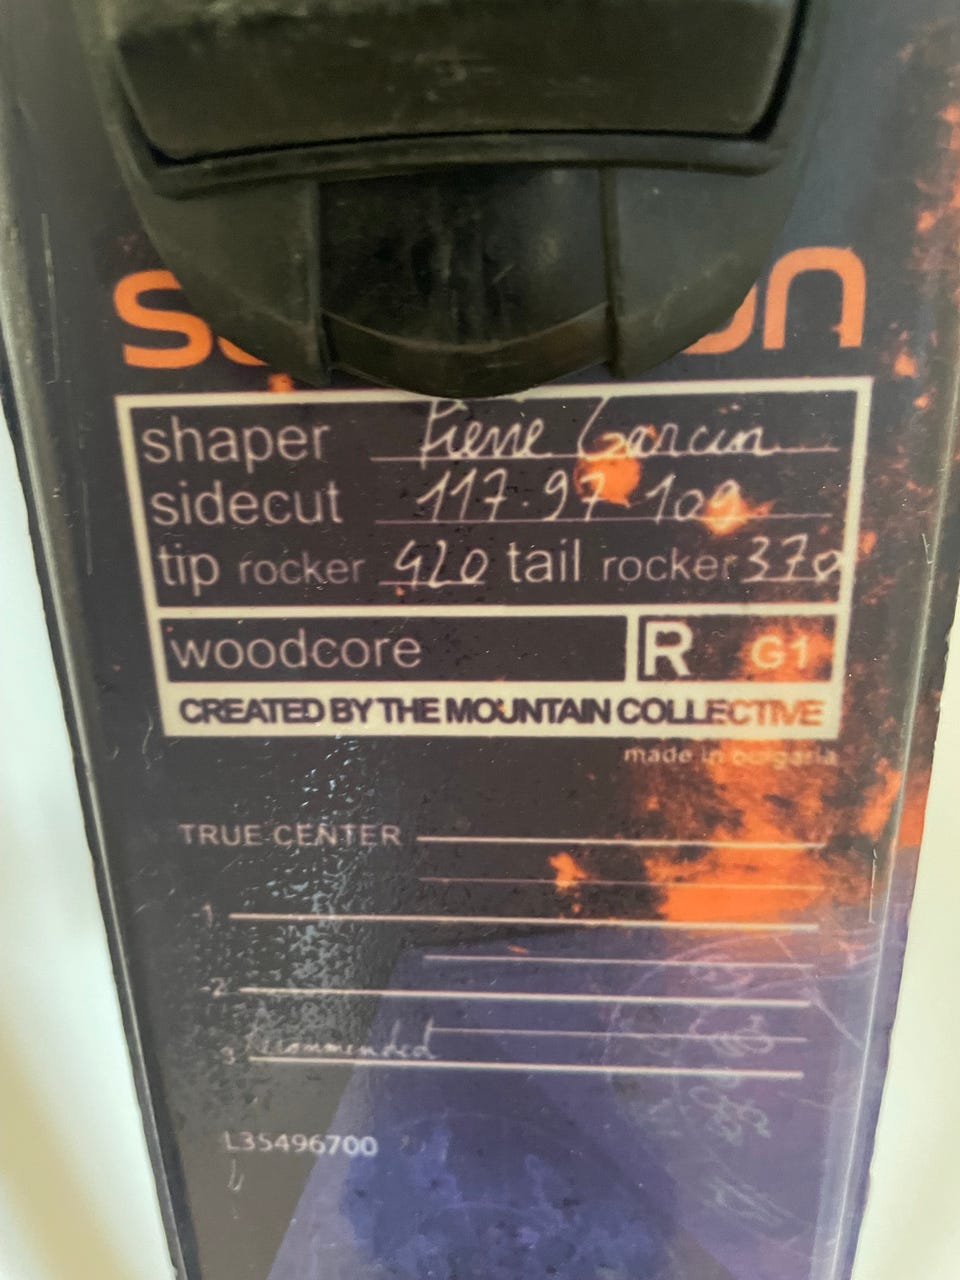 shaper Pierre Garcin
sidecut 117-97-109
tip rocker 420 tail rocker 370
woodcore R G1
CREATED BY THE MOUNTAIN COLLECTIVE
made in bulgaria
TRUE CENTER
-1
-2
3 Recommended
L35496700